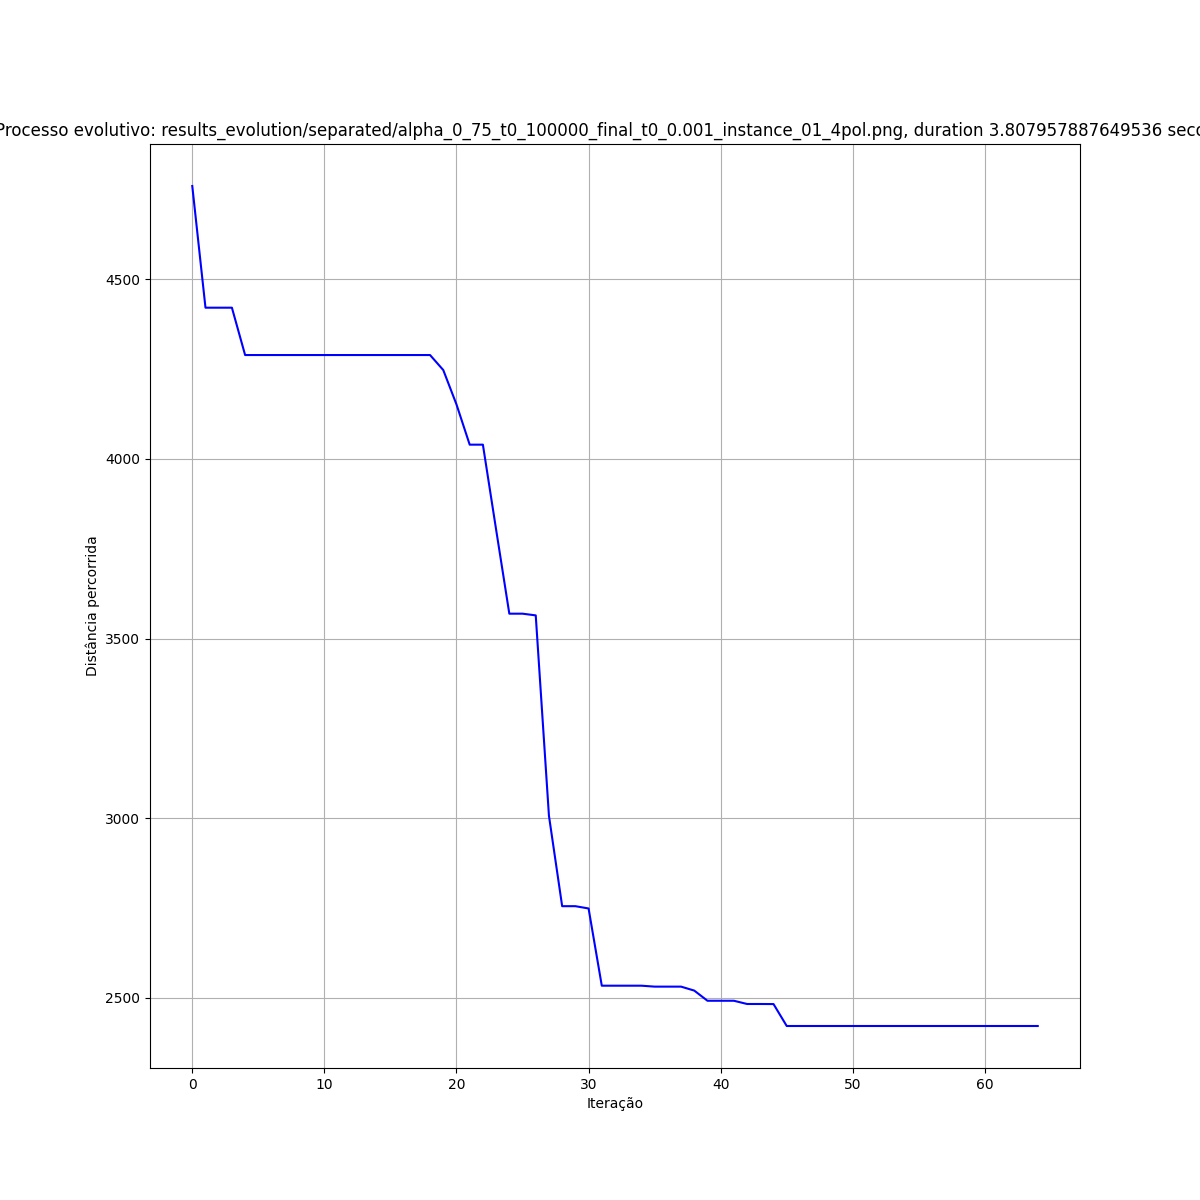 Processo evolutivo: results_evolution/separated/alpha_0_75_t0_100000_final_t0_0.001_instance_01_4pol.png, duration 3.807957887649536
4500
4000
3500
3000
2500
Distância percorrida
0 10 20 30 40 50 60
Iteração